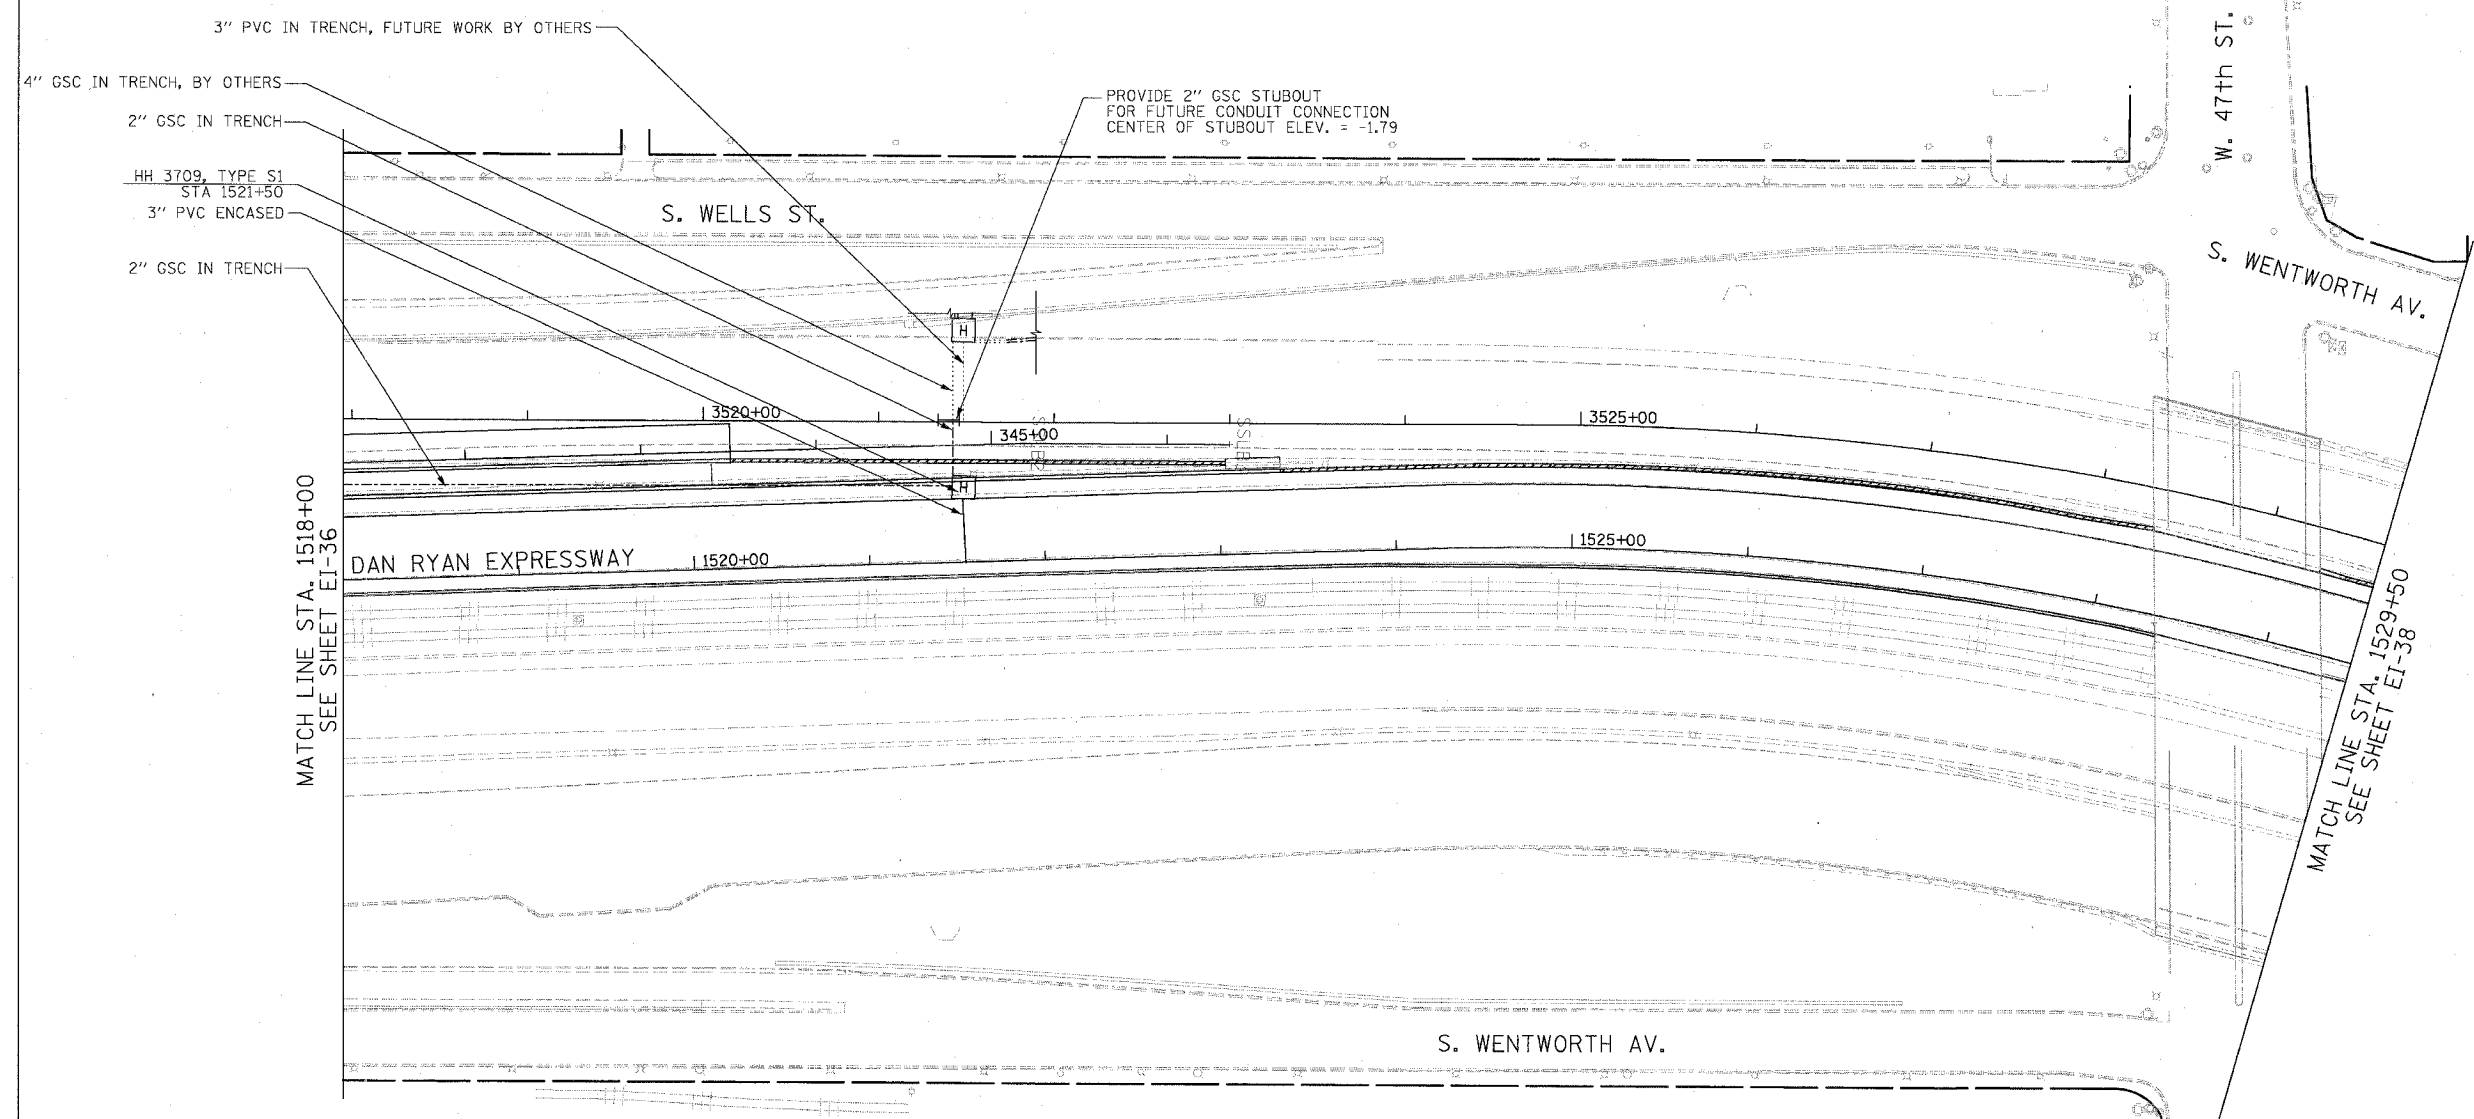 3" PVC IN TRENCH, FUTURE WORK BY OTHERS
4" GSC IN TRENCH, BY OTHERS
2" GSC IN TRENCH
HH 3709, TYPE S1
STA 1521+50
3" PVC ENCASED
2" GSC IN TRENCH
PROVIDE 2" GSC STUBOUT
FOR FUTURE CONDUIT CONNECTION
CENTER OF STUBOUT ELEV. = -1.79
W. 47th ST.
S. WELLS ST.
S. WENTWORTH AV.
H
3520+00
345+00
3525+00
H
MATCH LINE STA. 1518+00
SEE SHEET EI-36
DAN RYAN EXPRESSWAY
1520+00
1525+00
MATCH LINE STA. 1529+50
SEE SHEET EI-38
S. WENTWORTH AV.